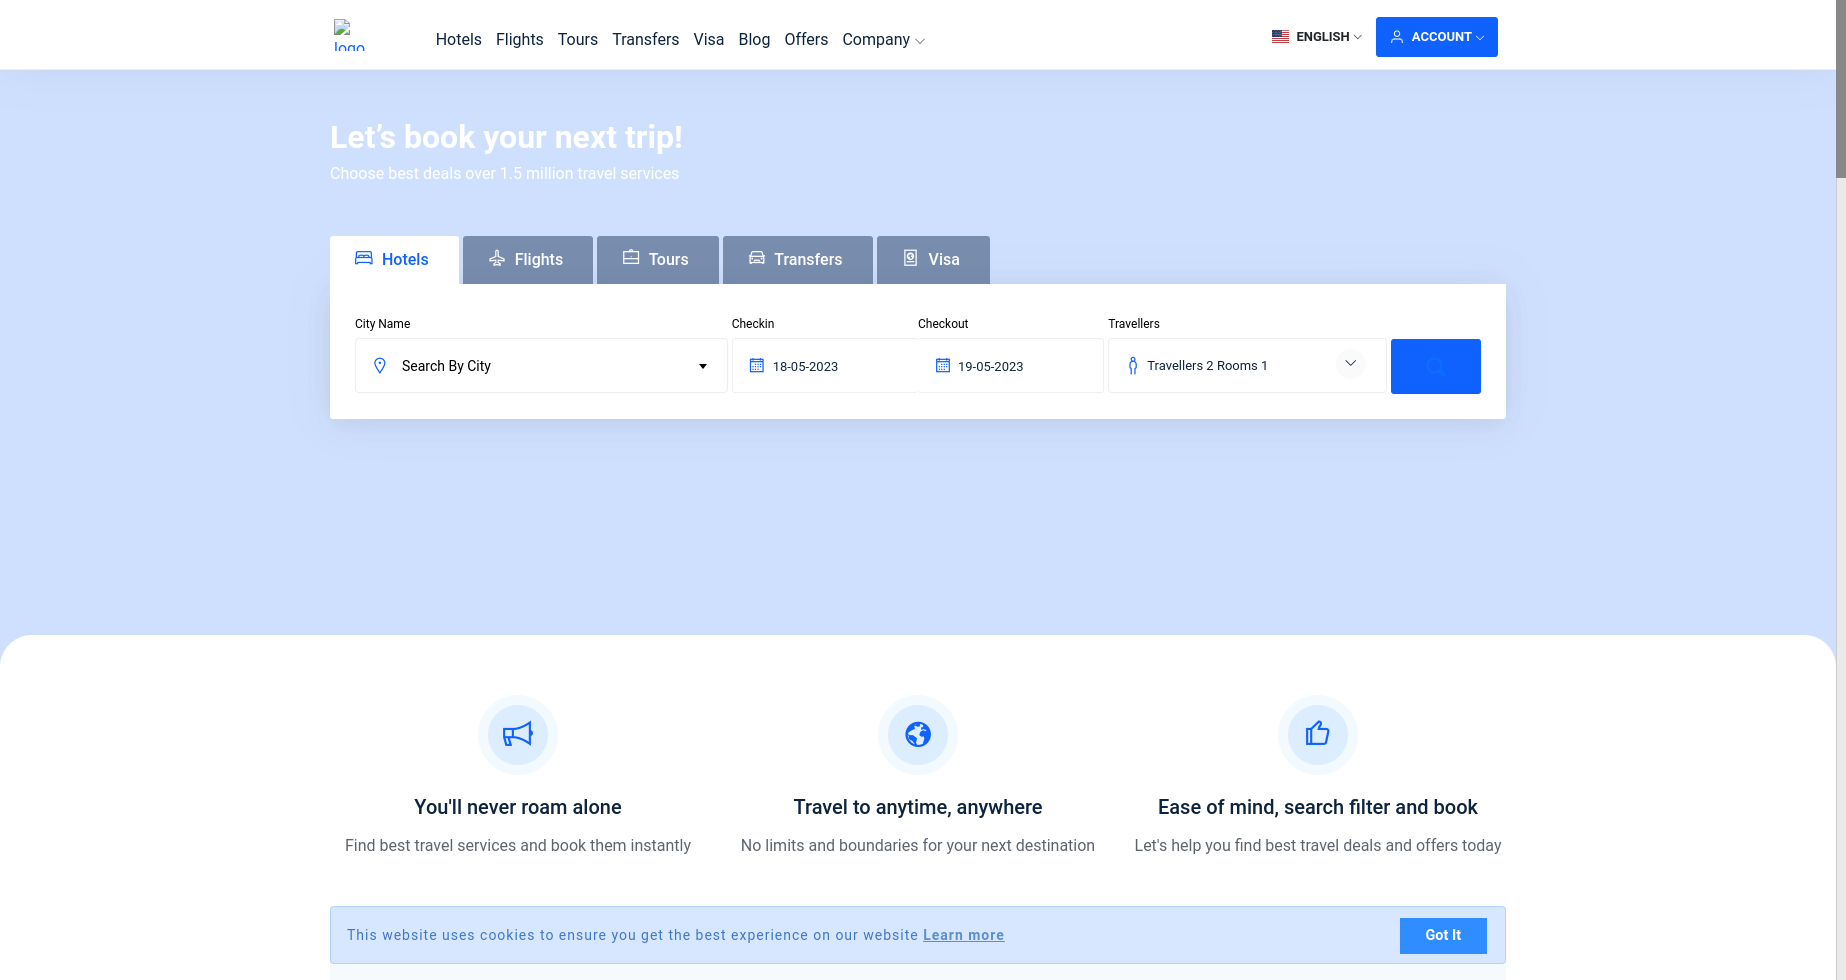 logo
Hotels Flights Tours Transfers Visa Blog Offers Company
ENGLISH
ACCOUNT
Let’s book your next trip!
Choose best deals over 1.5 million travel services
Hotels
Flights
Tours
Transfers
Visa
City Name
Checkin
Checkout
Travellers
Search By City
18-05-2023
19-05-2023
Travellers 2 Rooms 1
You'll never roam alone
Find best travel services and book them instantly
Travel to anytime, anywhere
No limits and boundaries for your next destination
Ease of mind, search filter and book
Let's help you find best travel deals and offers today
This website uses cookies to ensure you get the best experience on our website Learn more
Got It